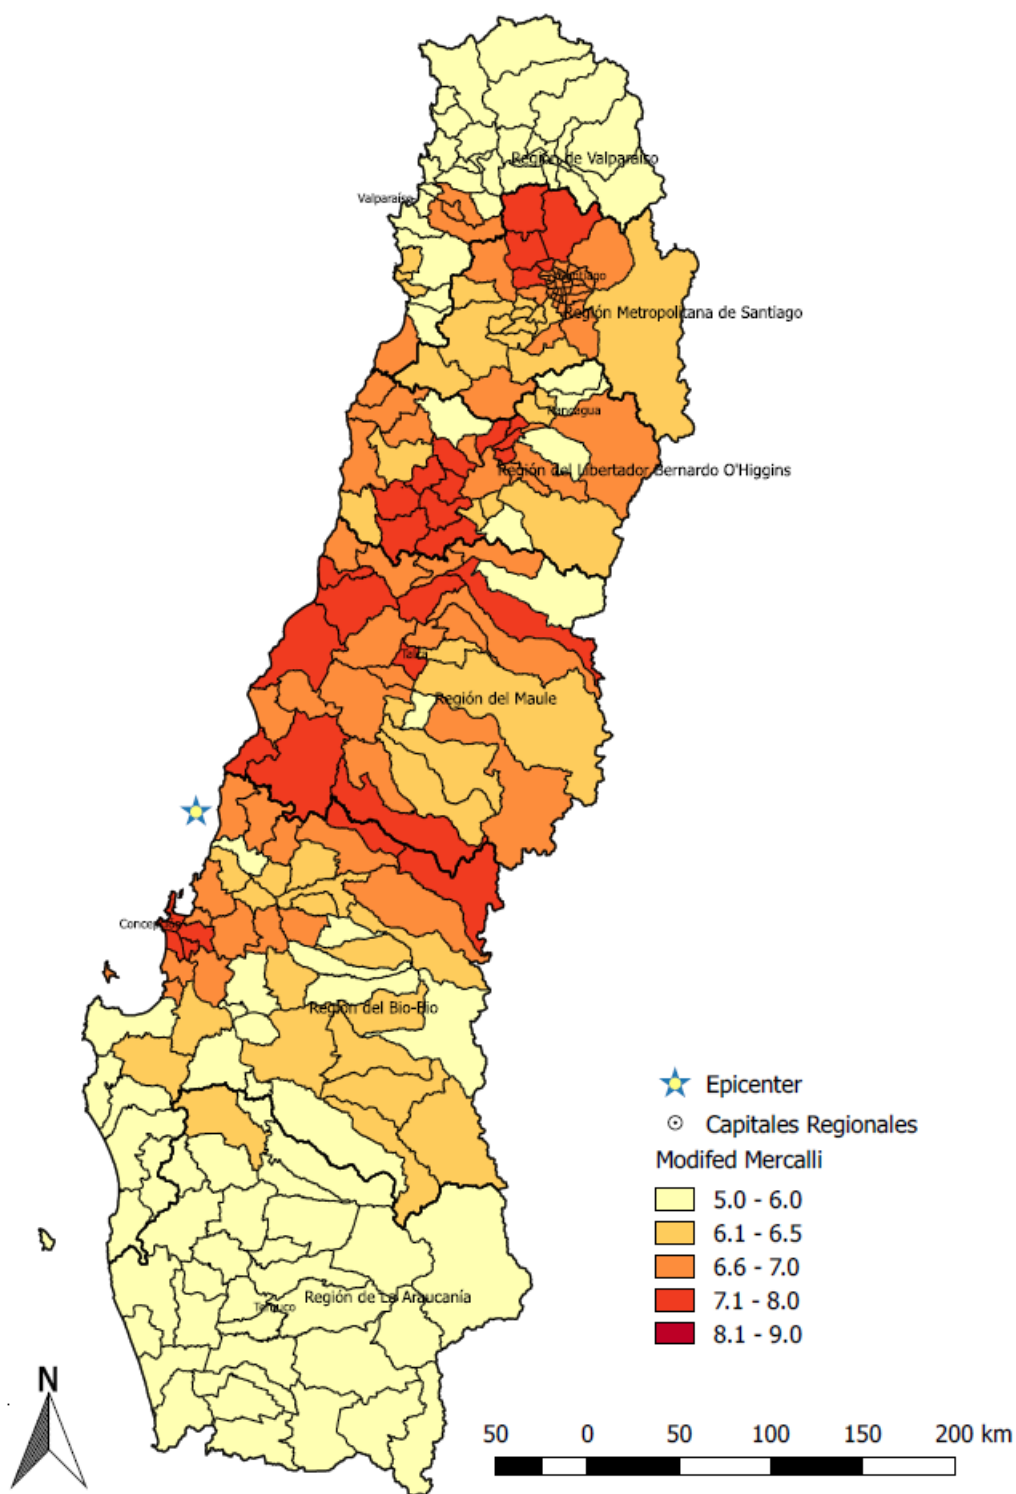 Región de Valparaíso
Valparaíso
Santiago
Región Metropolitana de Santiago
Rancagua
Región del Libertador Bernardo O'Higgins
Talca
Región del Maule
Concepción
Región del Bio-Bio
Epicenter
Capitales Regionales
Modifed Mercalli
5.0 - 6.0
6.1 - 6.5
6.6 - 7.0
7.1 - 8.0
8.1 - 9.0
Región de La Araucanía
Temuco
N
50 0 50 100 150 200 km